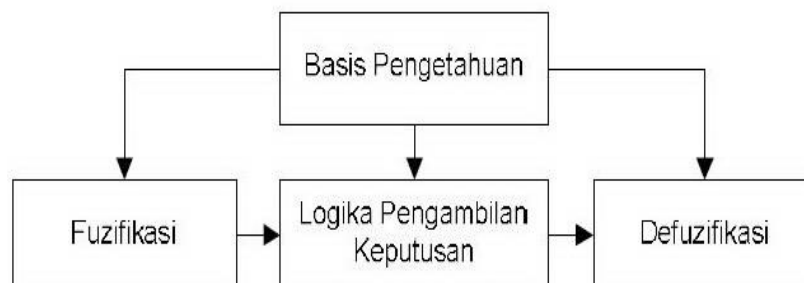 Basis Pengetahuan
Fuzifikasi
Logika Pengambilan
Keputusan
Defuzifikasi